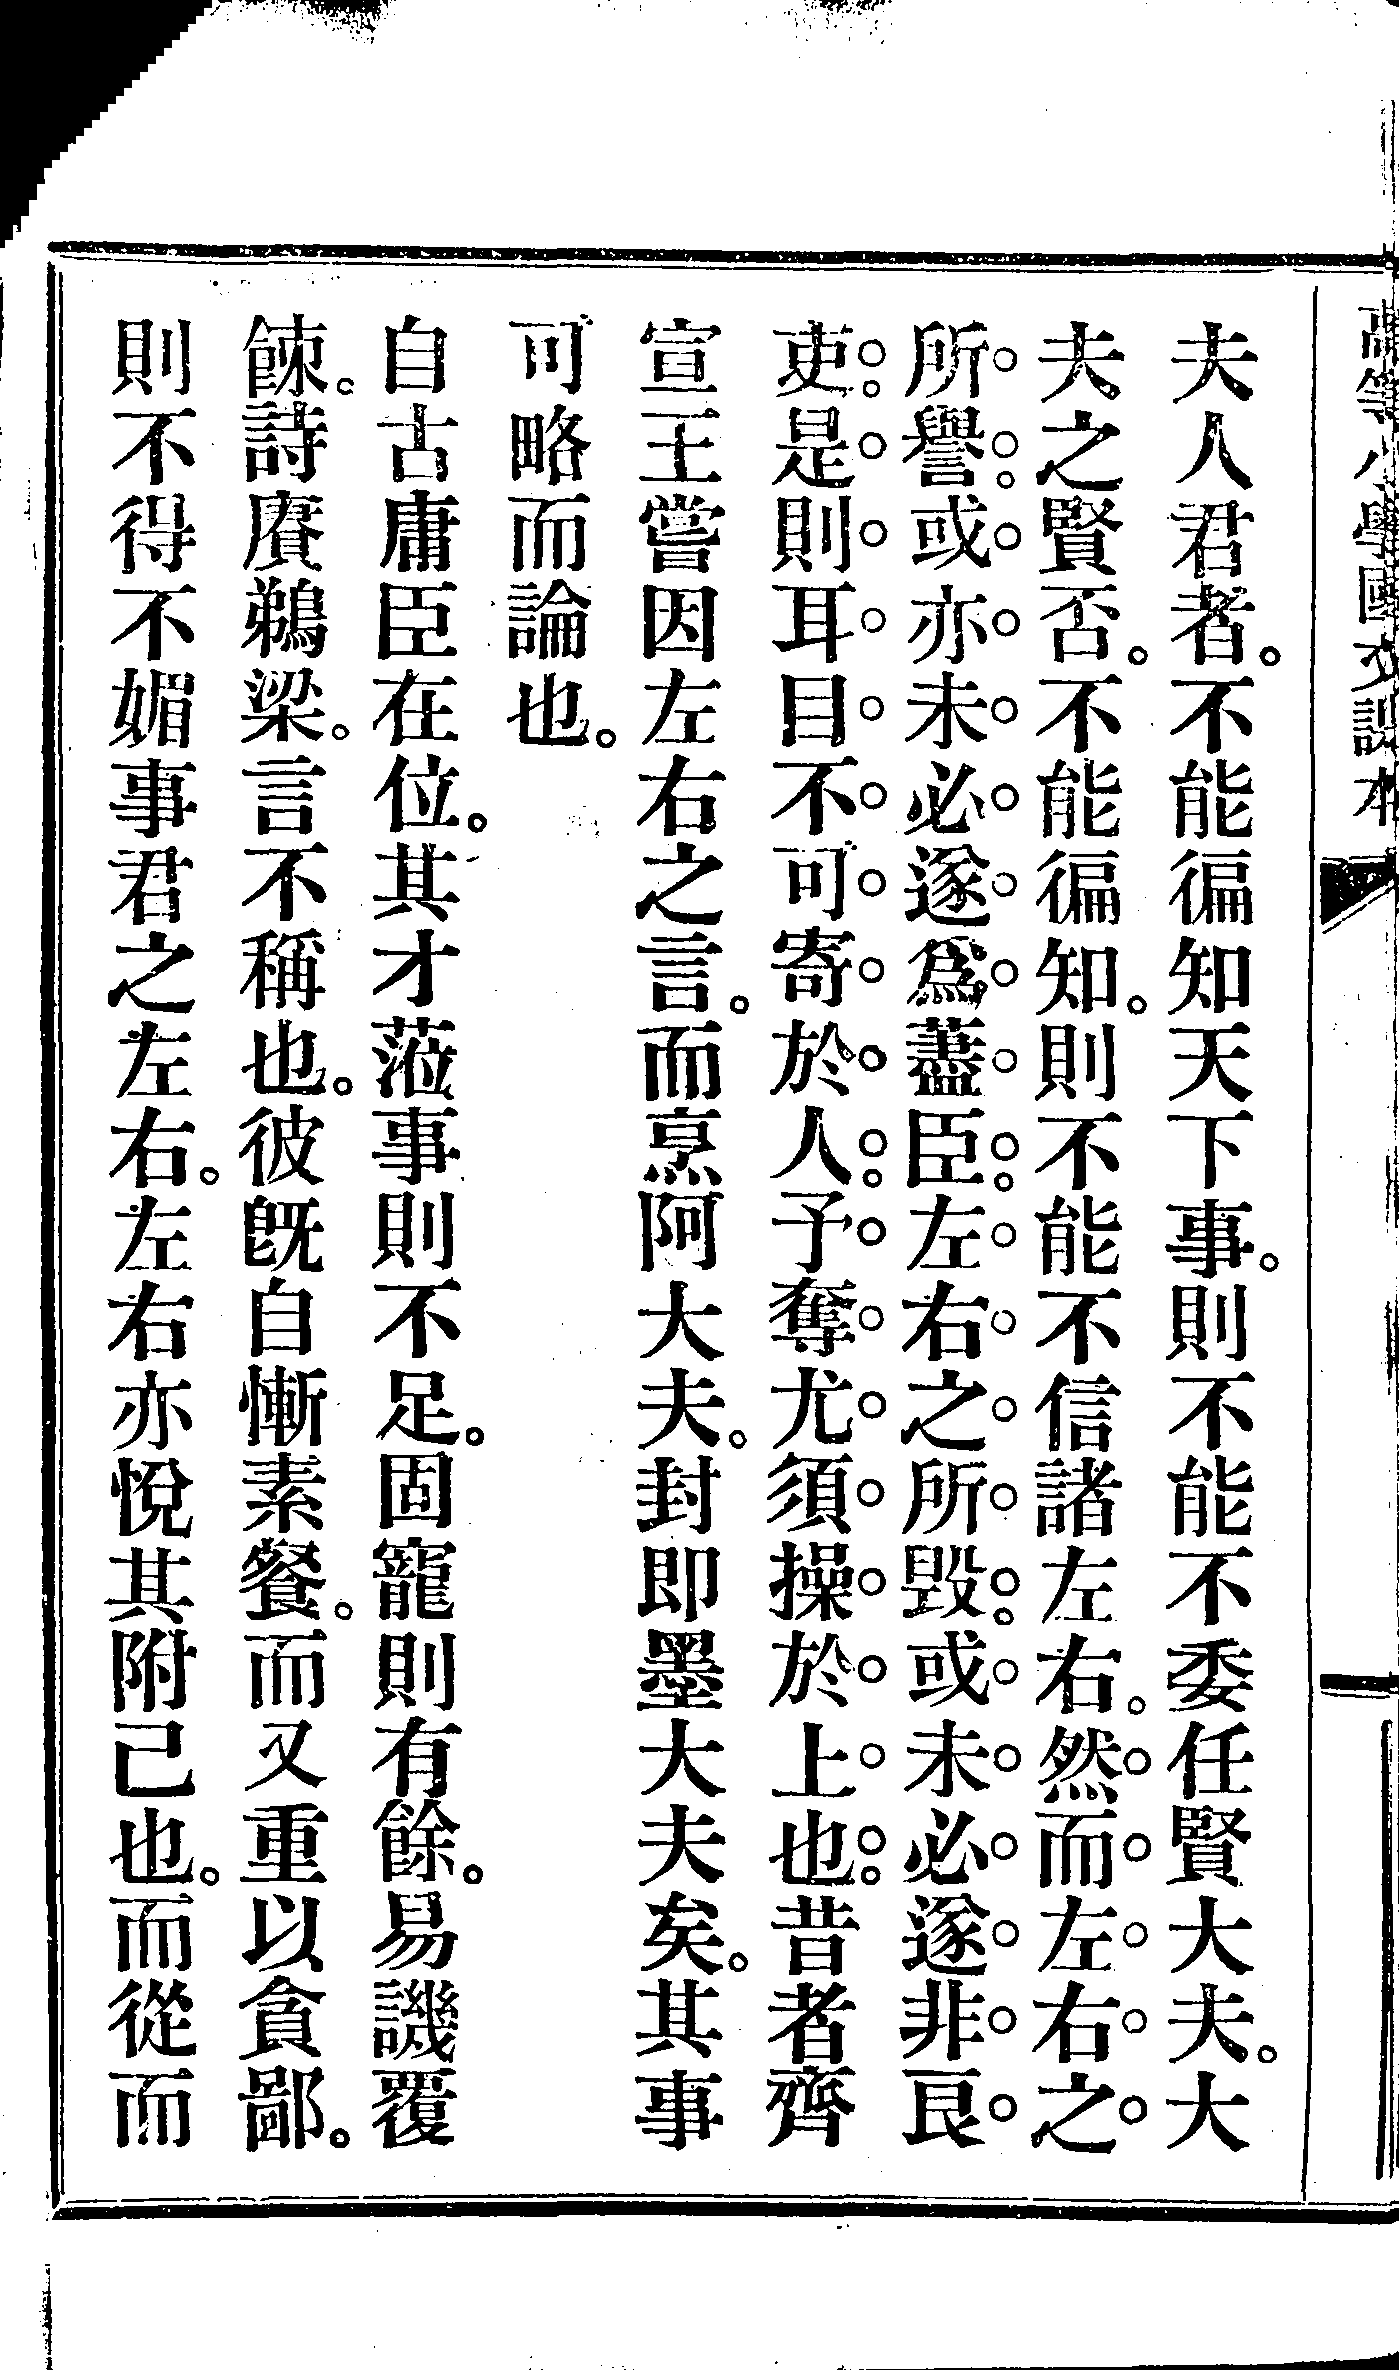 高等小學國文課本
夫人君者。不能徧知天下事。則不能不委任賢大夫。大
夫之賢否。不能徧知。則不能不信諸左右。然而左右之
所譽。或亦未必遂爲藎臣。左右之所毀。或未必遂非良
吏。是則耳目不可寄於人。予奪尤須操於上也。昔者齊
宣王嘗因左右之言。而烹阿大夫。封即墨大夫矣。其事
可略而論也。
自古庸臣在位。其才蒞事則不足。固寵則有餘。易譏覆
餗。詩賡鵜梁。言不稱也。彼旣自慚素餐。而又重以貪鄙。
則不得不媚事君之左右。左右亦悅其附己也。而從而